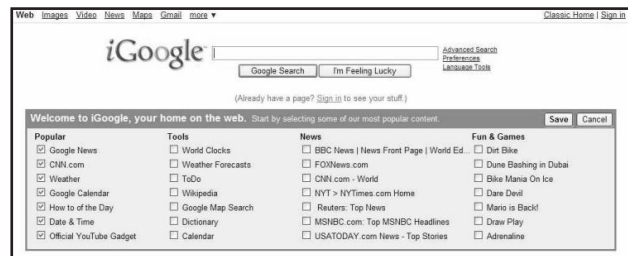 Web Images Video News Maps Gmail more ▼ Classic Home | Sign in
iGoogle
Advanced Search
Preferences
Language Tools
Google Search I'm Feeling Lucky
(Already have a page? Sign in to see your stuff.)
Welcome to iGoogle, your home on the web. Start by selecting some of our most popular content. Save Cancel
Popular Tools News Fun & Games
Google News World Clocks BBC News | News Front Page | World Ed... Dirt Bike
CNN.com Weather Forecasts FOXNews.com Dune Bashing in Dubai
Weather ToDo CNN.com - World Bike Mania On Ice
Google Calendar Wikipedia NYT > NYTimes.com Home Dare Devil
How to of the Day Google Map Search Reuters: Top News Mario is Back!
Date & Time Dictionary MSNBC.com: Top MSNBC Headlines Draw Play
Official YouTube Gadget Calendar USATODAY.com News - Top Stories Adrenaline